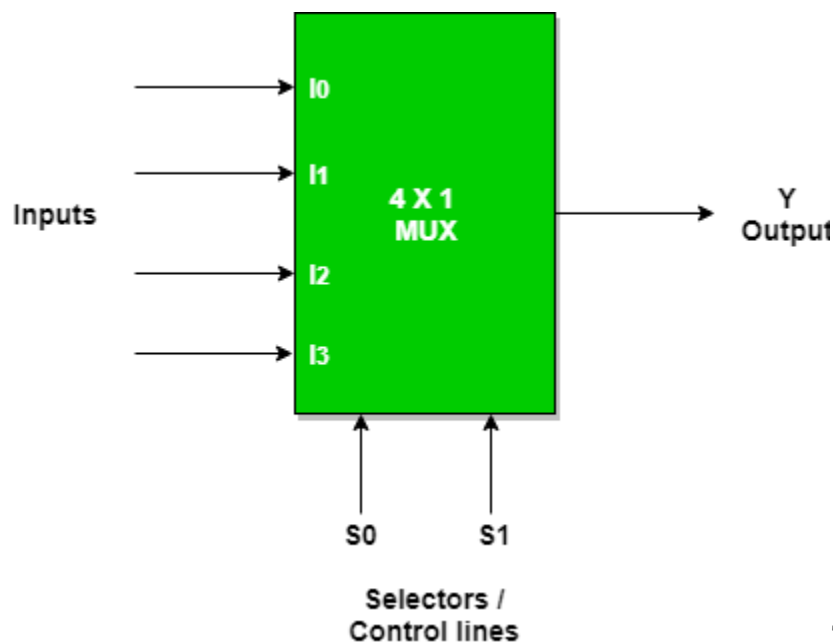 I0
I1
4 X 1
MUX
Inputs
Y
Output
I2
I3
S0
S1
Selectors /
Control lines